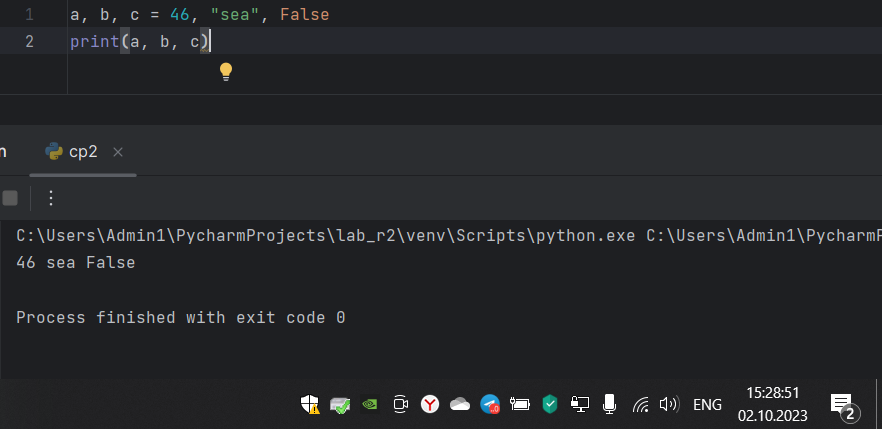 1 a, b, c = 46, "sea", False
2 print(a, b, c)
n cp2
C:\Users\Admin1\PycharmProjects\lab_r2\venv\Scripts\python.exe C:\Users\Admin1\PycharmP
46 sea False
Process finished with exit code 0
ENG 15:28:51
02.10.2023 2